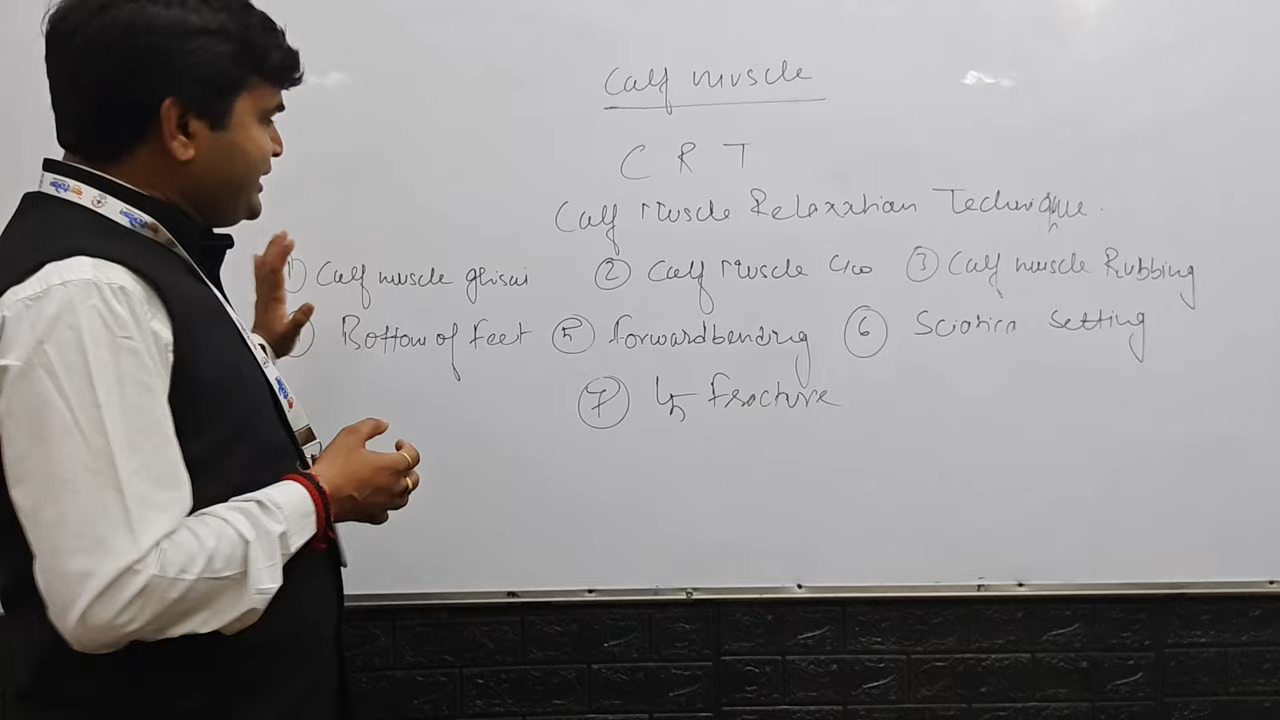 Calf muscle
C R T
Calf Muscle Relaxation Technique.
1) Calf muscle ghisai ② Calf Muscle ③ Calf muscle Rubbing
Bottom of Feet ⑤ forwardbending ⑥ Sciatica Setting
⑦ L5 fracture